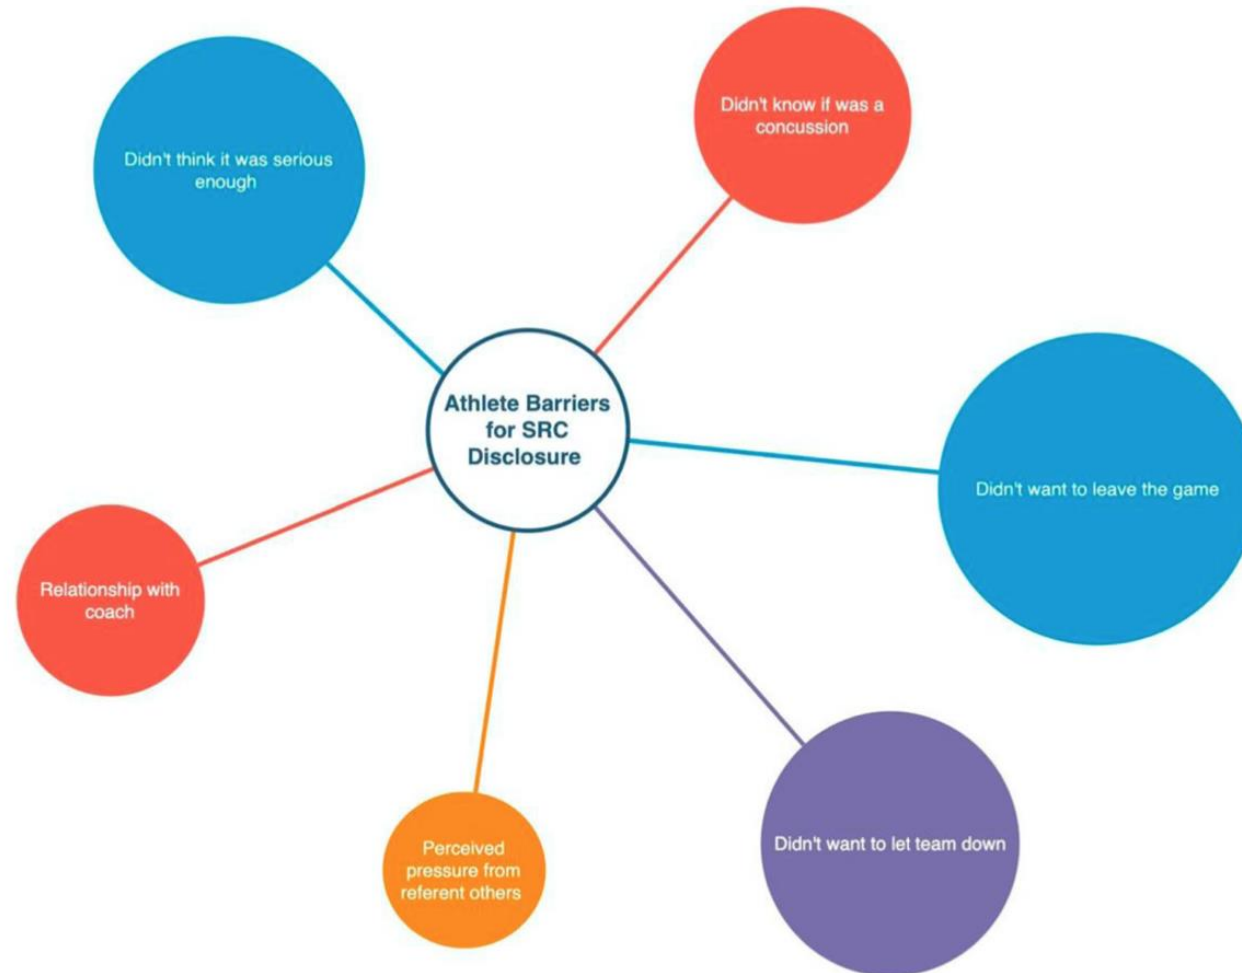 Didn't know if was a
concussion
Didn't think it was serious
enough
Athlete Barriers
for SRC
Disclosure
Didn't want to leave the game
Relationship with
coach
Didn't want to let team down
Perceived
pressure from
referent others